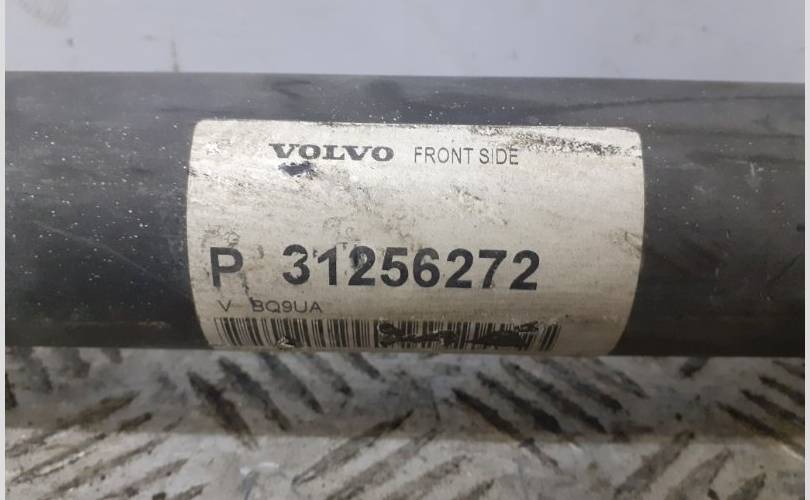 VOLVO FRONT SIDE
P 31256272
V BQ9UA